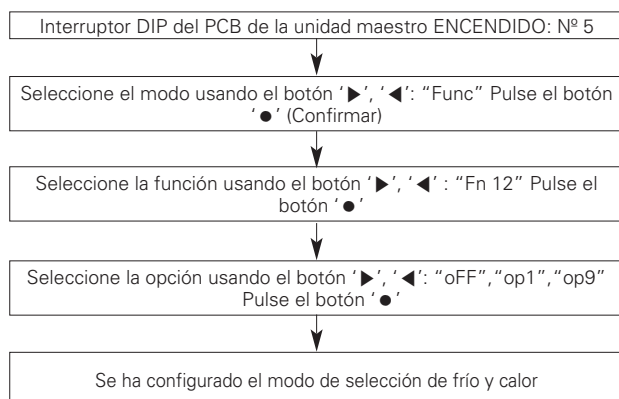 Interruptor DIP del PCB de la unidad maestro ENCENDIDO: Nº 5
Seleccione el modo usando el botón ‘▶’, ‘◀’: “Func” Pulse el botón
‘●’ (Confirmar)
Seleccione la función usando el botón ‘▶’, ‘◀’ : “Fn 12” Pulse el
botón ‘●’
Seleccione la opción usando el botón ‘▶’, ‘◀’: “oFF”,“op1”,“op9”
Pulse el botón ‘●’
Se ha configurado el modo de selección de frío y calor